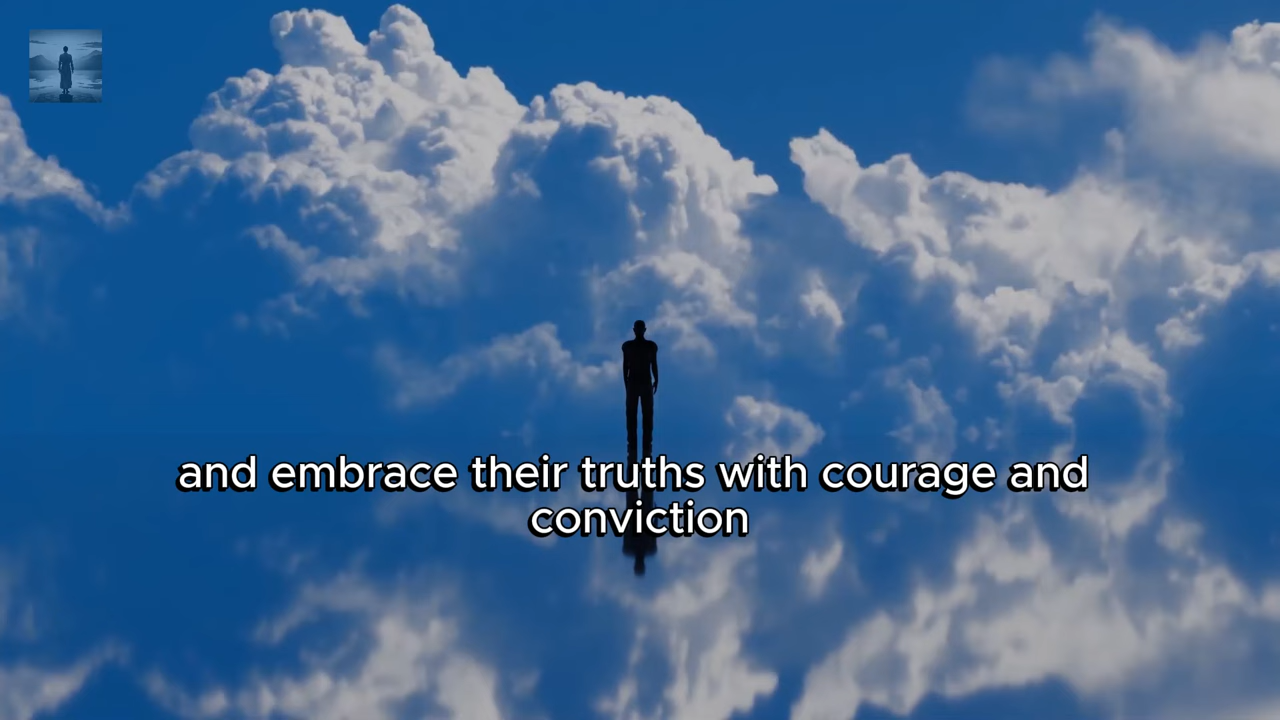 and embrace their truths with courage and
conviction